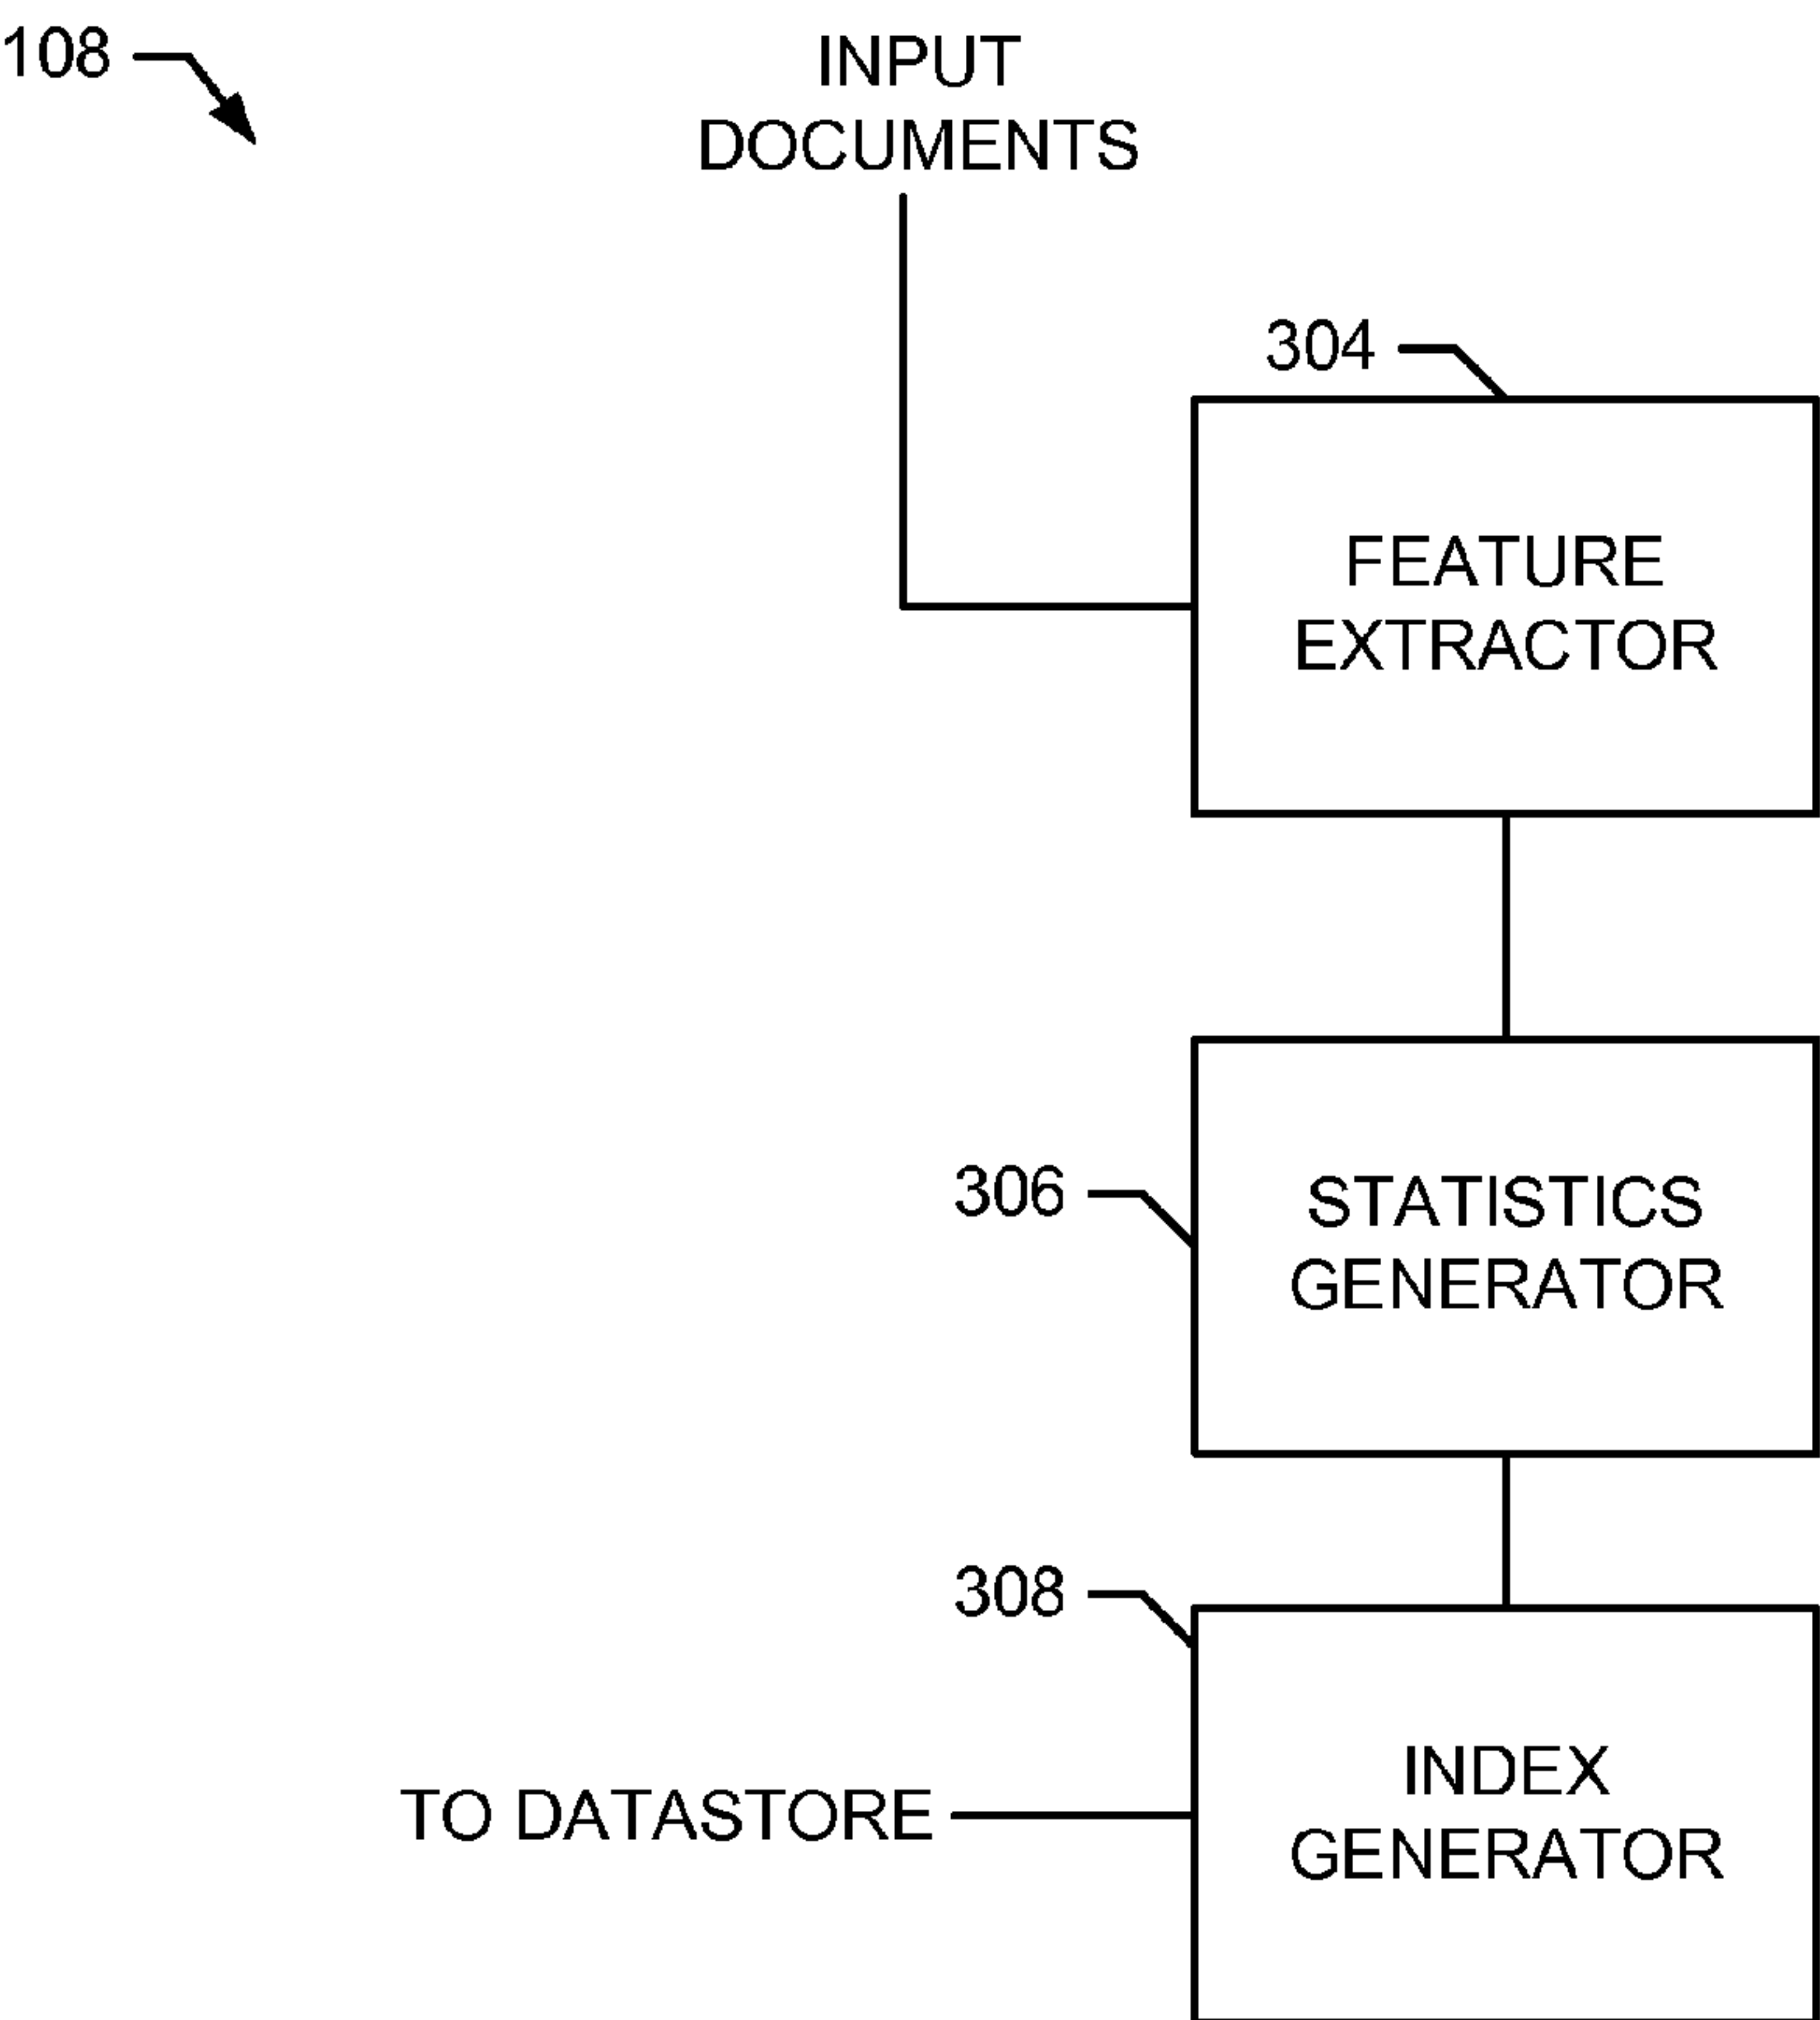 108
INPUT
DOCUMENTS
304
FEATURE
EXTRACTOR
306
STATISTICS
GENERATOR
308
INDEX
GENERATOR
TO DATASTORE